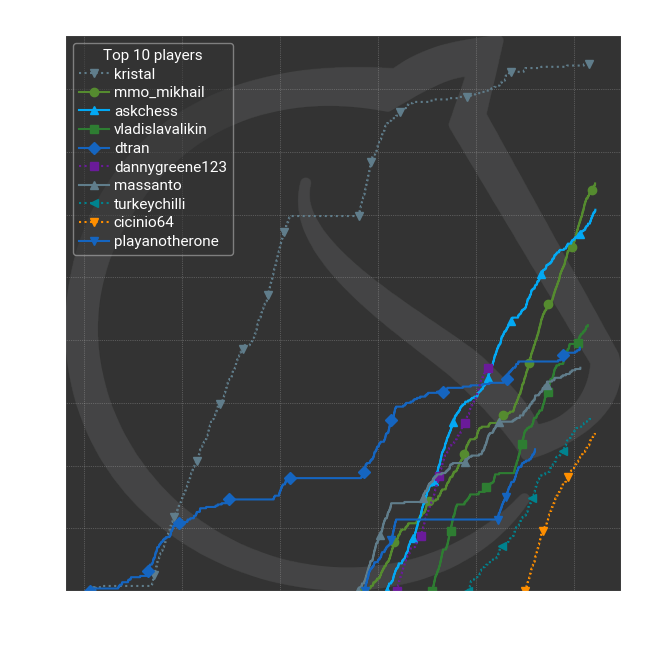 Top 10 players
kristal
mmo_mikhail
askchess
vladislavalikin
dtran
dannygreene123
massanto
turkeychilli
cicinio64
playanotherone